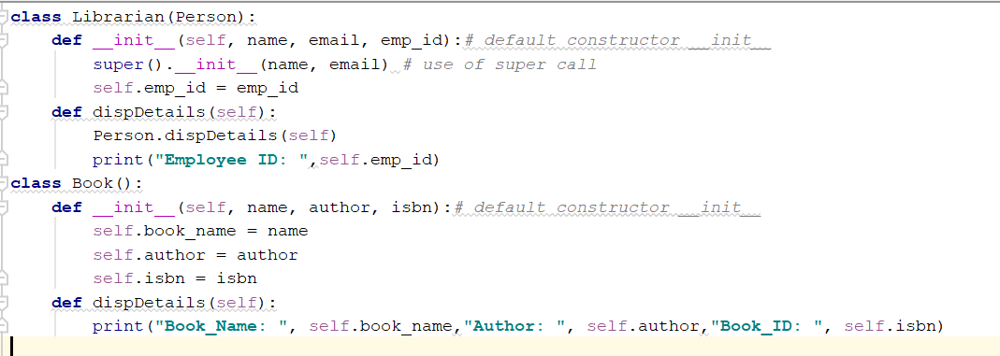 class Librarian(Person):
    def __init__(self, name, email, emp_id):# default constructor __init__
        super().__init__(name, email) # use of super call
        self.emp_id = emp_id
    def dispDetails(self):
        Person.dispDetails(self)
        print("Employee ID: ",self.emp_id)
class Book():
    def __init__(self, name, author, isbn):# default constructor __init__
        self.book_name = name
        self.author = author
        self.isbn = isbn
    def dispDetails(self):
        print("Book_Name: ", self.book_name,"Author: ", self.author,"Book_ID: ", self.isbn)